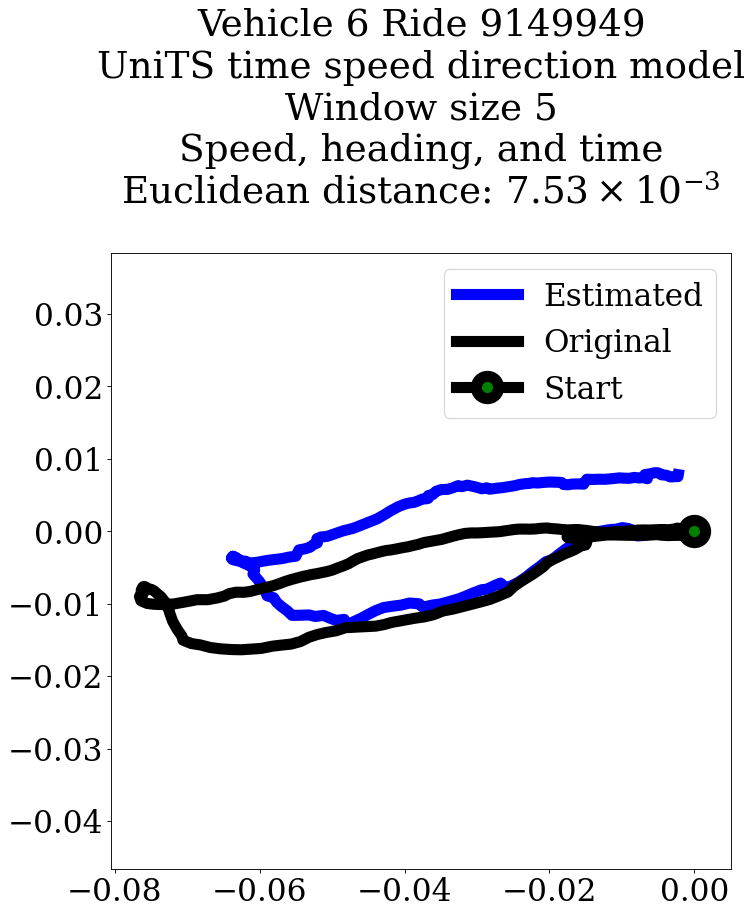 Vehicle 6 Ride 9149949
UniTS time speed direction model
Window size 5
Speed, heading, and time
Euclidean distance: 7.53 × 10⁻³
Estimated
Original
Start
0.03
0.02
0.01
0.00
−0.01
−0.02
−0.03
−0.04
−0.08
−0.06
−0.04
−0.02
0.00